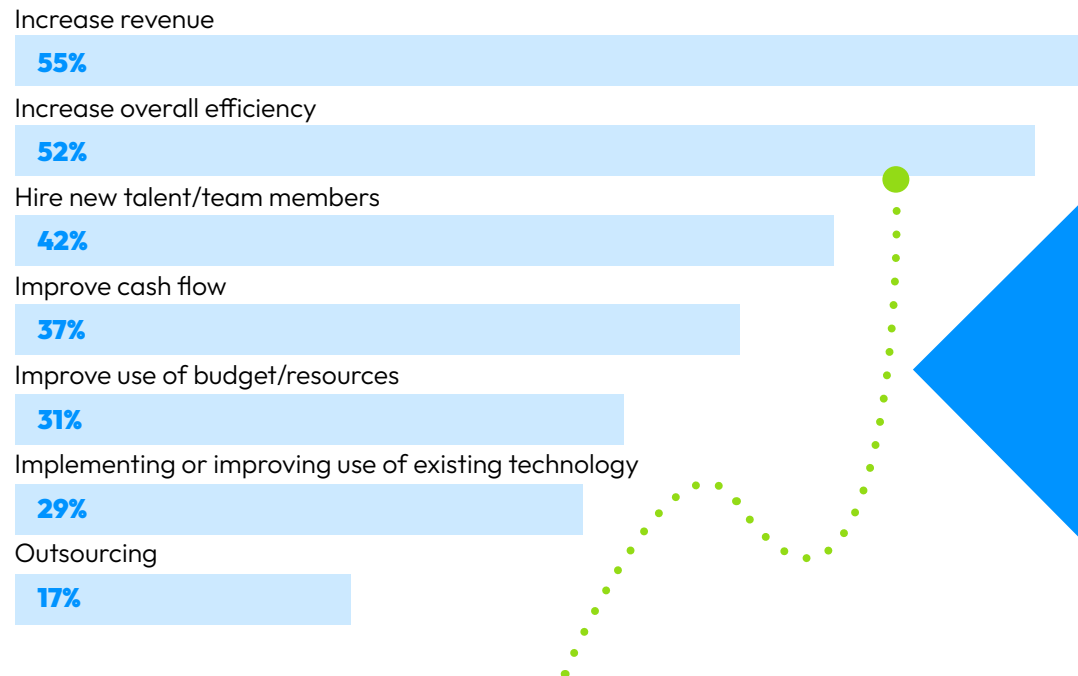 Increase revenue
55%
Increase overall efficiency
52%
Hire new talent/team members
42%
Improve cash flow
37%
Improve use of budget/resources
31%
Implementing or improving use of existing technology
29%
Outsourcing
17%